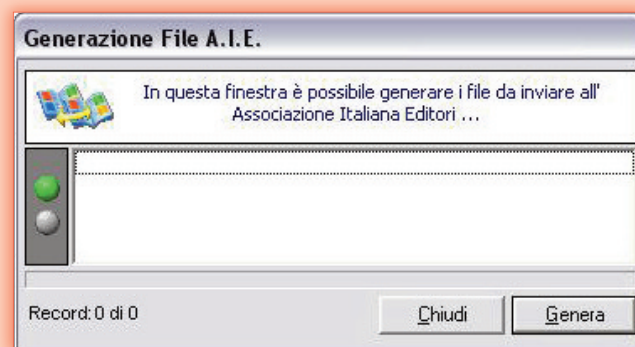 Generazione File A.I.E.
In questa finestra è possibile generare i file da inviare all'
Associazione Italiana Editori ...
Record: 0 di 0
Chiudi
Genera